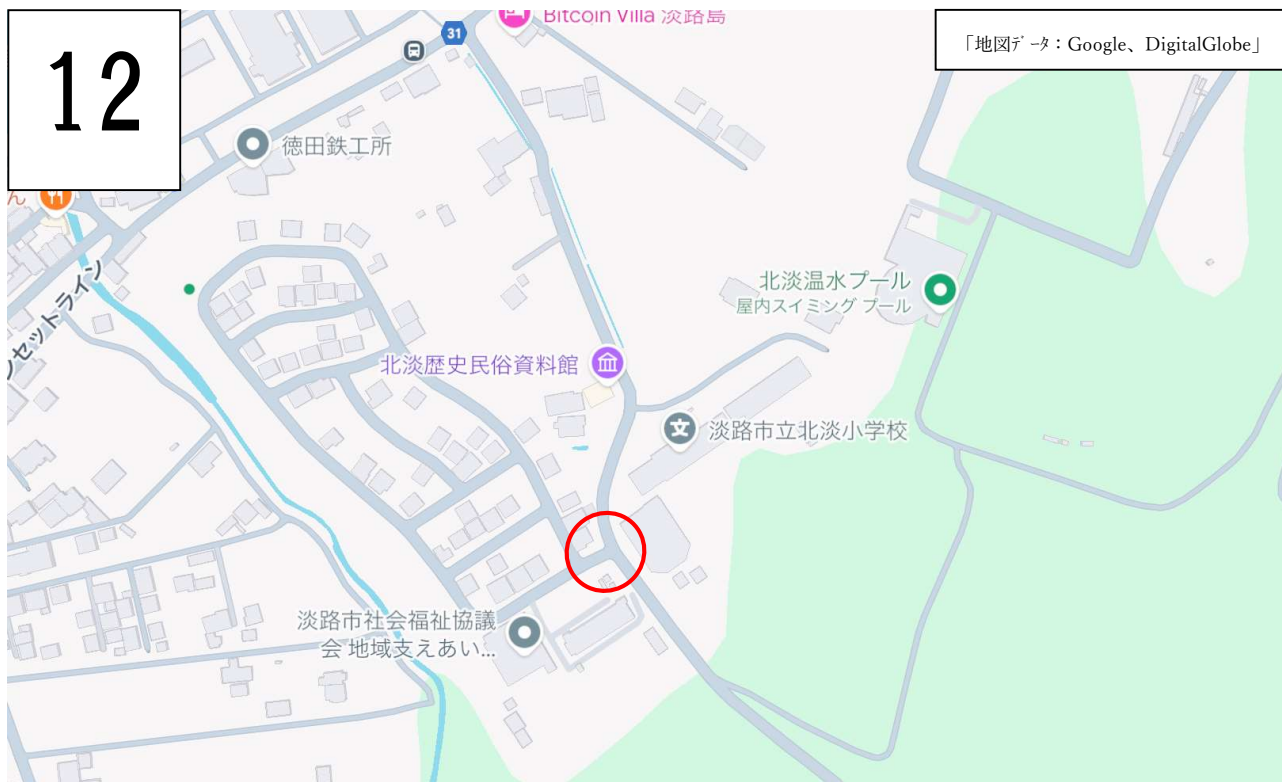 12
Bitcoin Villa 淡路島
31
「地図ﾃﾞｰﾀ：Google、DigitalGlobe」
徳田鉄工所
ん
セットライン
北淡温水プール
屋内スイミング プール
北淡歴史民俗資料館
文
淡路市立北淡小学校
淡路市社会福祉協議
会 地域支えあい...